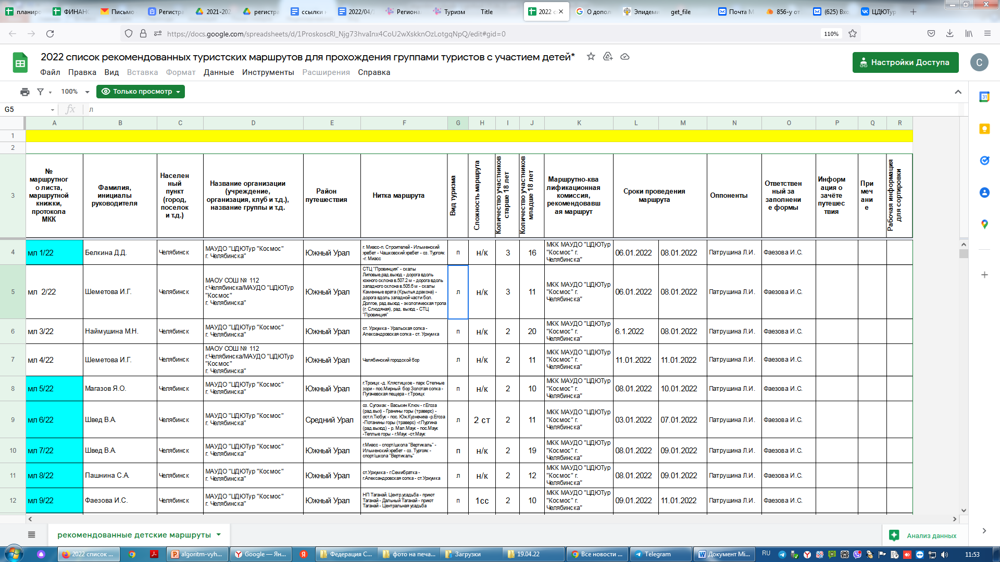 планиро
ФИНАНС
Письмо
Регистра
2021-202
регистра
ссылки н
2022/04/
Региона
Туризм
Title
2022 сп
О допол
Эпидеми
get_file
Почта М
856-у от
(625) Вхо
ЦДЮТур
https://docs.google.com/spreadsheets/d/1ProskoscRl_Njg73hvaInx4CoU2wXskknOzLotgqNpQ/edit#gid=0
110%
2022 список рекомендованных туристских маршрутов для прохождения группами туристов с участием детей*
Настройки Доступа
С
Файл Правка Вид Вставка Формат Данные Инструменты Расширения Справка
100%
Только просмотр
31
G5
fx
л
A B C D E F G H I J K L M N O P Q R
1
2
3
№
маршрутног
о листа,
маршрутной
книжки,
протокола
МКК
Фамилия,
инициалы
руководителя
Населен
ный
пункт
(город,
поселок
и т.д.)
Название организации
(учреждение,
организация, клуб и т.д.),
название группы и т.д.
Район
путешествия
Нитка маршрута
Вид туризма
Сложность маршрута
Количество участников
старше 18 лет
Количество участников
младше 18 лет
Маршрутно-ква
лификационная
комиссия,
рекомендовавш
ая маршрут
Сроки проведения
маршрута
Оппоненты
Ответствен
ный за
заполнени
е формы
Информ
ация о
зачёте
путешес
твия
При
меч
ани
е
Рабочая информация
для сортировки
4
мл 1/22
Белкина Д.Д.
Челябинск
МАУДО "ЦДЮТур "Космос"
г. Челябинска"
Южный Урал
г. Миасс-п. Строителей - Ильменский
хребет - Чашковский хребет - оз. Тургояк
-г. Миасс
п
н/к
3
16
МКК МАУДО "ЦДЮТур
"Космос" г.
Челябинска"
06.01.2022
08.01.2022
Патрушина Л.И.
Фаезова И.С.
5
мл 2/22
Шеметова И.Г.
Челябинск
МАОУ СОШ № 112
г.Челябинска/МАУДО "ЦДЮТур
"Космос"
г. Челябинска"
Южный Урал
СТЦ "Провинция" - скалы
Липовые,рад.выход - дорога вдоль
южного склона в.507.2 м - дорога вдоль
западного склона в.505.6 м - скалы
Каменные врата (Крылья дракона) -
дорога вдоль западной части бол.
Долгое, рад.выход - экологическая тропа
(г. Слюдяная), рад. выход - СТЦ
"Провинция"
л
н/к
3
11
МКК МАУДО "ЦДЮТур
"Космос" г.
Челябинска"
06.01.2022
08.01.2022
Патрушина Л.И.
Фаезова И.С.
6
мл 3/22
Наймушина М.Н.
Челябинск
МАУДО "ЦДЮТур "Космос"
г. Челябинска"
Южный Урал
ст. Уржумка - Уральская сопка -
Александровская сопка - ст. Уржумка
п
н/к
2
20
МКК МАУДО "ЦДЮТур
"Космос" г.
Челябинска"
6.1.2022
08.01.2022
Патрушина Л.И.
Фаезова И.С.
7
мл 4/22
Шеметова И.Г.
Челябинск
МАОУ СОШ № 112
г.Челябинска/МАУДО "ЦДЮТур
"Космос"
г. Челябинска"
Южный Урал
Челябинский городской бор
л
н/к
2
11
МКК МАУДО "ЦДЮТур
"Космос" г.
Челябинска"
11.01.2022
11.01.2022
Патрушина Л.И.
Фаезова И.С.
8
мл 5/22
Магазов Я.О.
Челябинск
МАУДО "ЦДЮТур "Космос"
г. Челябинска"
Южный Урал
г.Троицк -д. Клястицкое - парк Степные
зори - пос.Мирный бор Золотая сопка -
Пугачевская пещера - г.Троицк
п
н/к
2
10
МКК МАУДО "ЦДЮТур
"Космос" г.
Челябинска"
08.01.2022
10.01.2022
Патрушина Л.И.
Фаезова И.С.
9
мл 6/22
Швед В.А.
Челябинск
МАУДО "ЦДЮТур "Космос"
г. Челябинска"
Средний Урал
оз. Сугомак - Васькин Ключ - г.Егоза
(рад.вых) - Гранины горы (траверс) -
ост.п.Тюбук - пос. Юж.Кузнечиха -р.Егоза
-Потанины горы (траверс) -г.Пургина
(рад.выход) - р. Мал.Маук - пос.Маук
-Теплые горы - г.Маук -ст.Маук
л
2 ст
2
11
МКК МАУДО "ЦДЮТур
"Космос" г.
Челябинска"
03.01.2022
07.01.2022
Патрушина Л.И.
Фаезова И.С.
10
мл 7/22
Швед В.А.
Челябинск
МАУДО "ЦДЮТур "Космос"
г. Челябинска"
Южный Урал
г.Миасс - спорт/школа "Вертикаль" -
Ильменский хребет - оз. Тургояк -
спорт/школа "Вертикаль"
п
н/к
2
19
МКК МАУДО "ЦДЮТур
"Космос" г.
Челябинска"
08.01.2022
09.01.2022
Патрушина Л.И.
Фаезова И.С.
11
мл 8/22
Пашнина С.А.
Челябинск
МАУДО "ЦДЮТур "Космос"
г. Челябинска"
Южный Урал
ст.Уржумка - г.Семибратка -
г.Александровская сопка - ст.Уржумка
л
н/к
2
12
МКК МАУДО "ЦДЮТур
"Космос" г.
Челябинска"
08.01.2022
09.01.2022
Патрушина Л.И.
Фаезова И.С.
12
мл 9/22
Фаезова И.С.
Челябинск
МАУДО "ЦДЮТур "Космос"
г. Челябинска"
Южный Урал
НП Таганай. Центр.усадьба - приют
Таганай - Дальный Таганай - приют
Таганай - Центральная усадьба
п
1сс
2
10
МКК МАУДО "ЦДЮТур
"Космос" г.
Челябинска"
09.01.2022
11.01.2022
Патрушина Л.И.
Фаезова И.С.
рекомендованные детские маршруты
Анализ данных
2022 список ...
algoritm-vyh...
Google — Ян...
Федерация С...
фото на печа...
Загрузки
19.04.22
Все новости ...
Telegram
Документ Mi...
RU
11:53